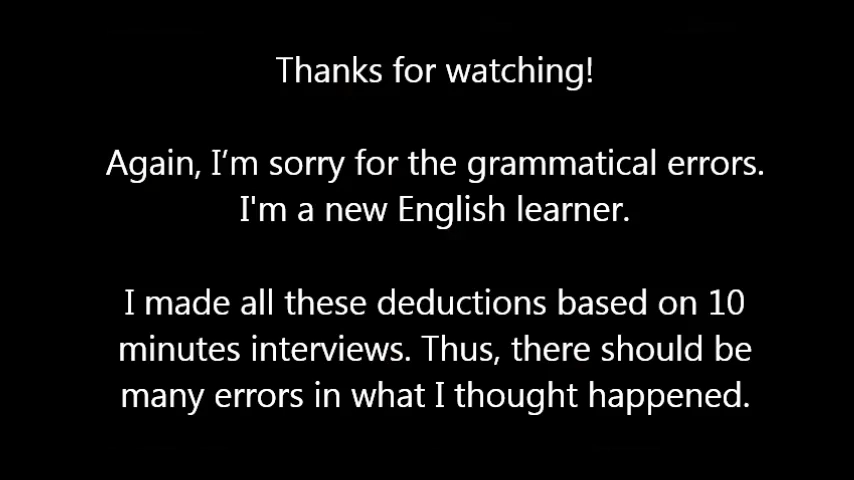 Thanks for watching!
Again, I’m sorry for the grammatical errors.
I'm a new English learner.
I made all these deductions based on 10
minutes interviews. Thus, there should be
many errors in what I thought happened.